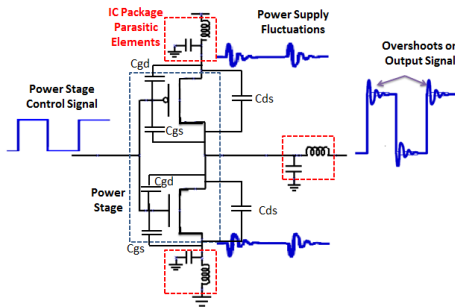 IC Package
Parasitic
Elements
Power Supply
Fluctuations
Overshoots on
Output Signal
Power Stage
Control Signal
Cgd
Cds
Cgs
Power
Stage
Cgd
Cds
Cgs